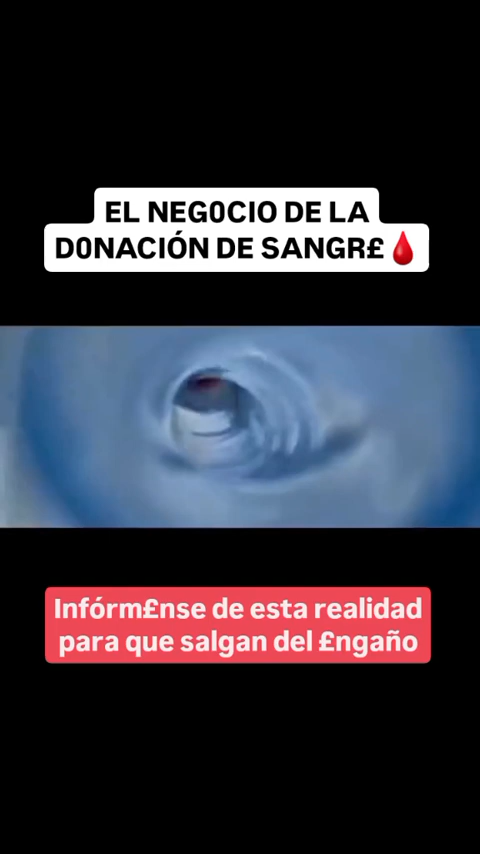 EL NEG0CIO DE LA
D0NACIÓN DE SANGR£🩸
Infórm£nse de esta realidad
para que salgan del £ngaño